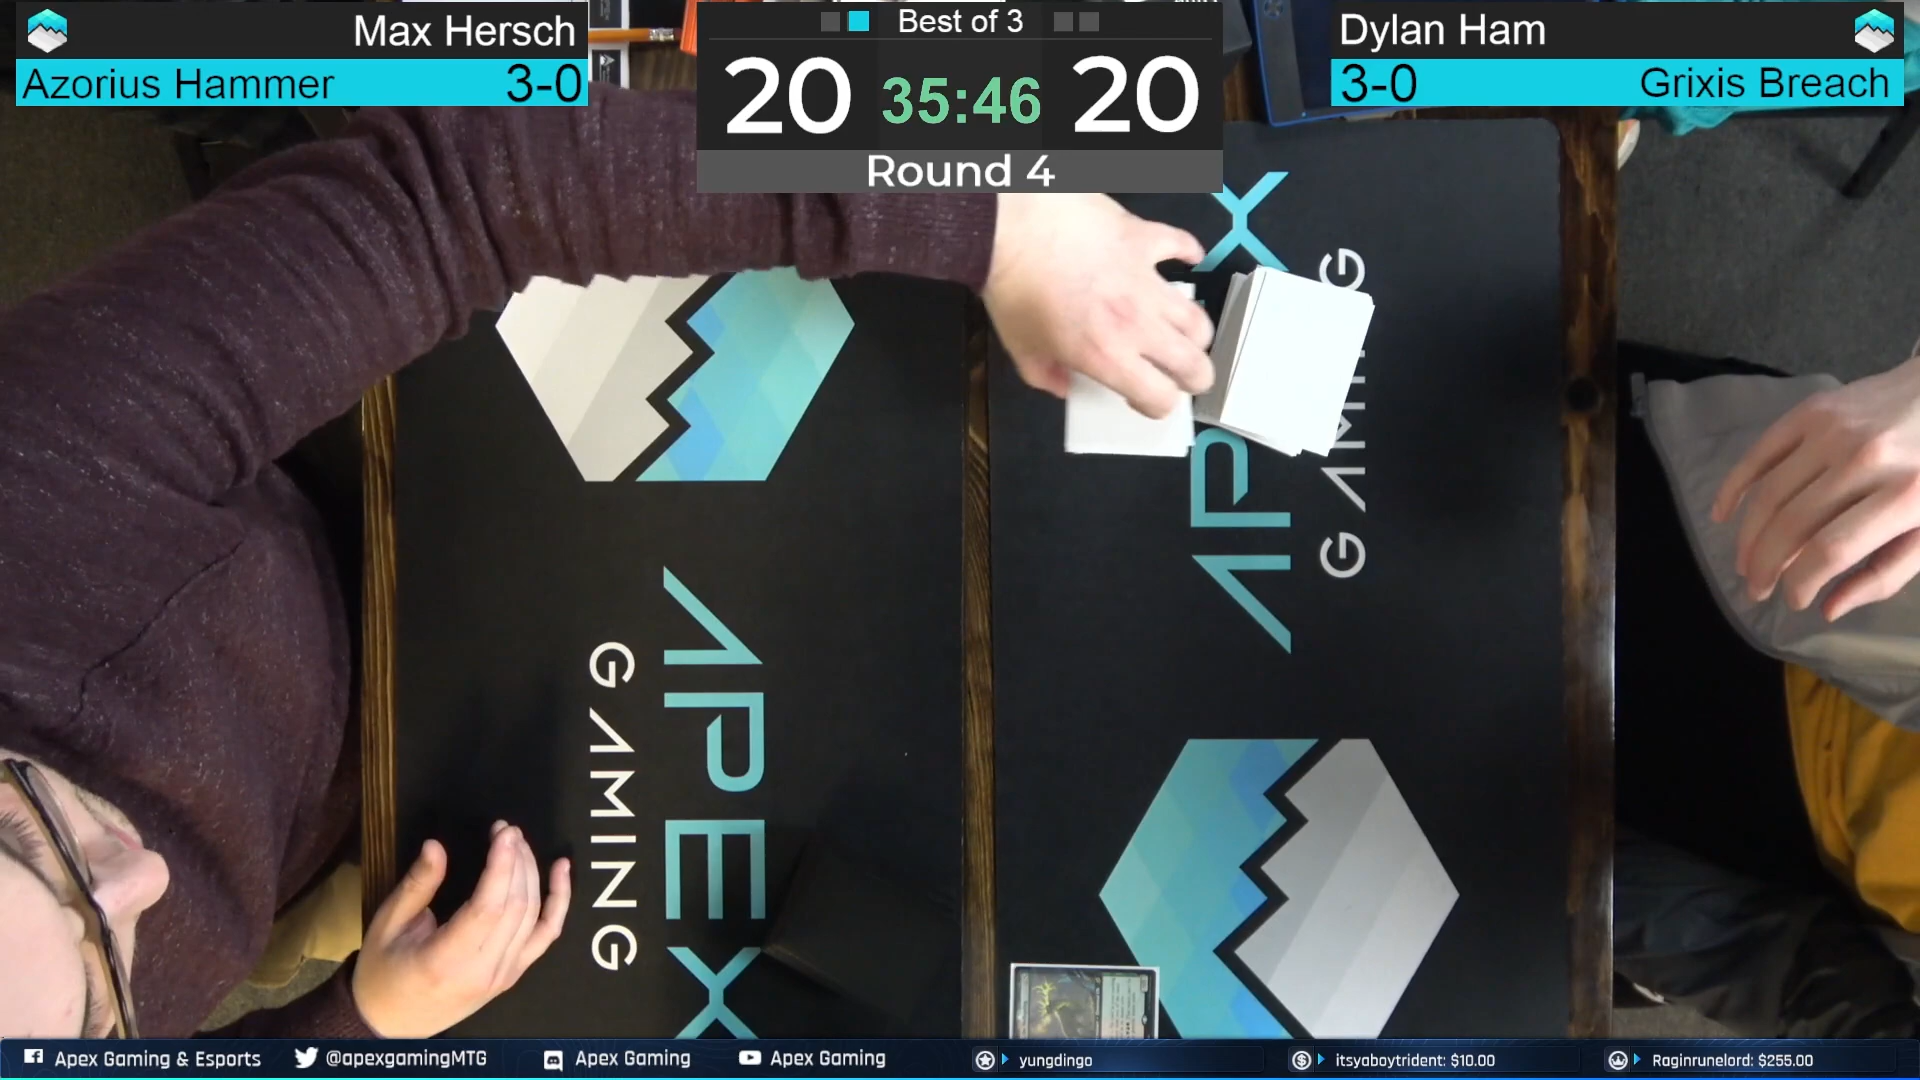 Max Hersch
Azorius Hammer 3-0
Best of 3
20 35:46 20
Round 4
Dylan Ham
3-0 Grixis Breach
APEX
GAMING
APEX
GAMING
Apex Gaming & Esports
@apexgamingMTG
Apex Gaming
Apex Gaming
yungdingo
itsyaboytrident: $10.00
Raginrunelord: $255.00